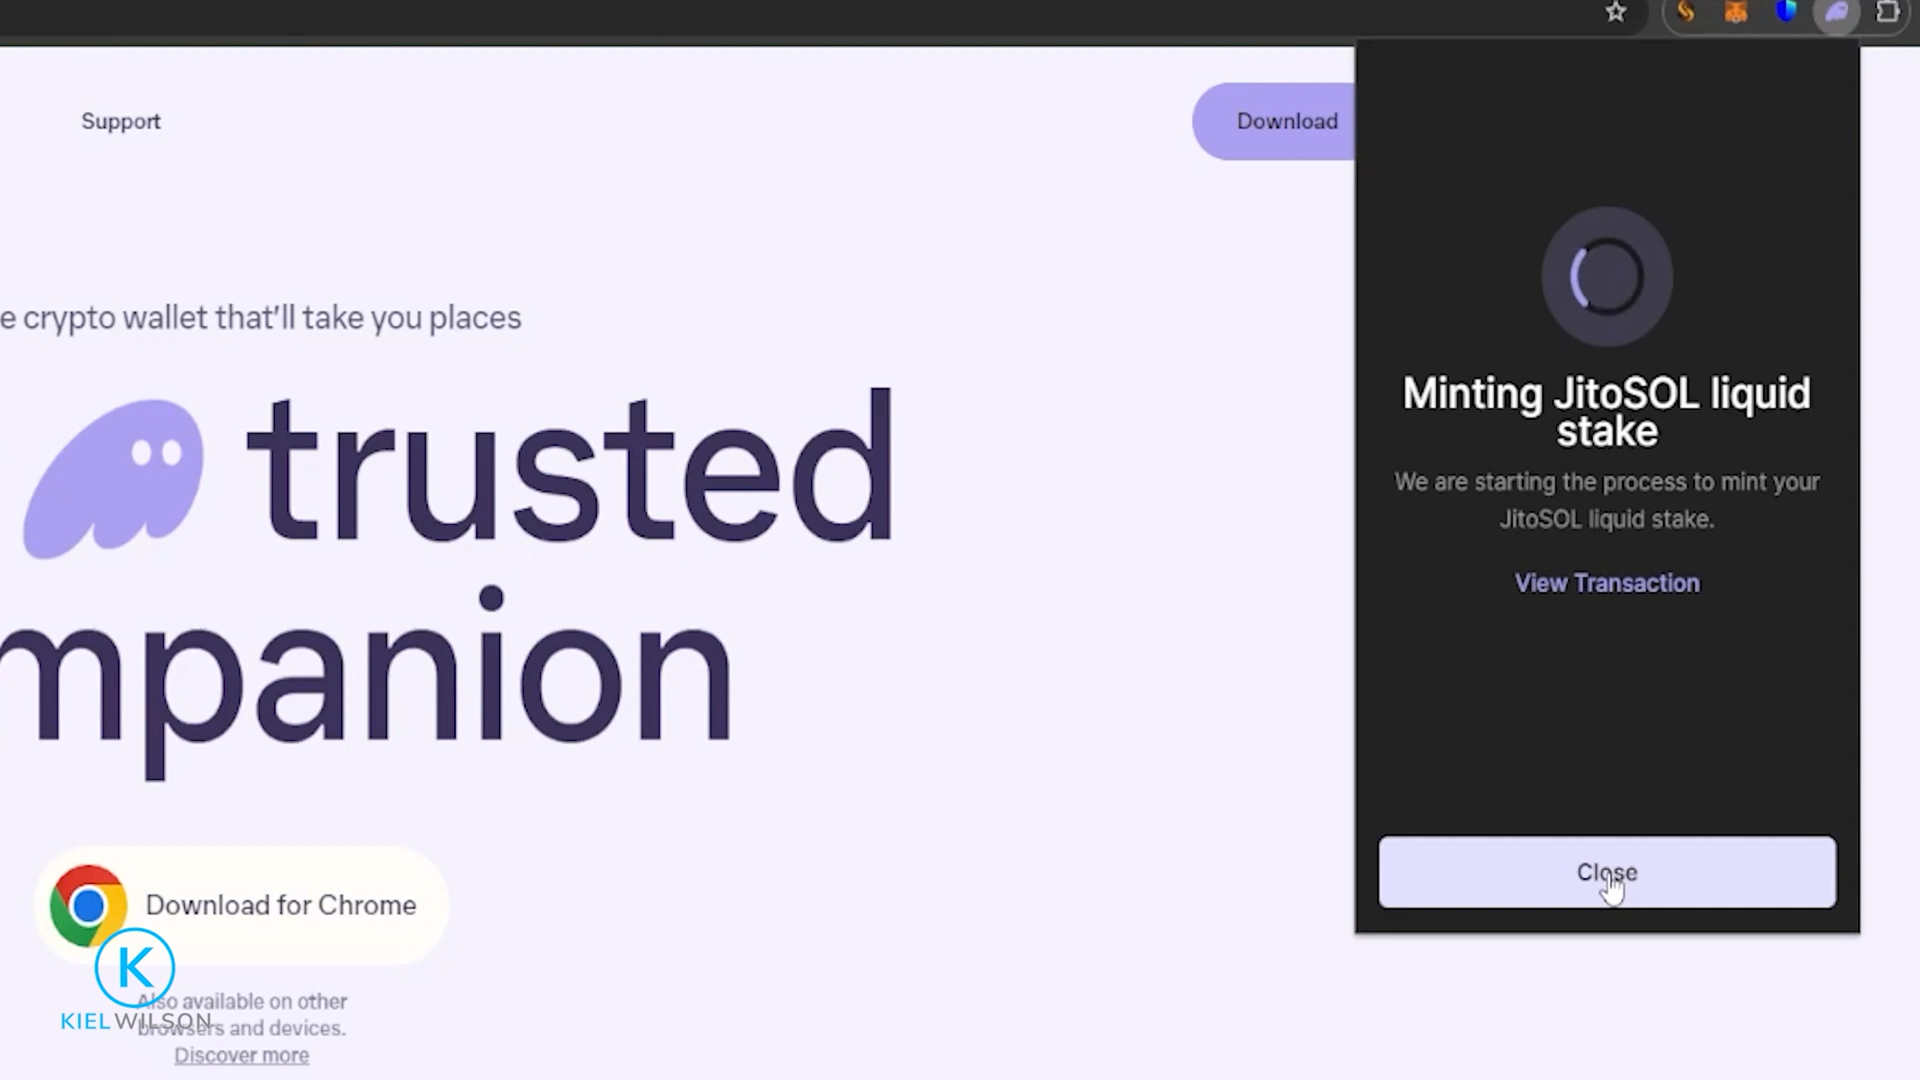 Support
Download
e crypto wallet that'll take you places
trusted
mpanion
Download for Chrome
Also available on other
browsers and devices.
Discover more
K
KIELWILSON
Minting JitoSOL liquid
stake
We are starting the process to mint your
JitoSOL liquid stake.
View Transaction
Close